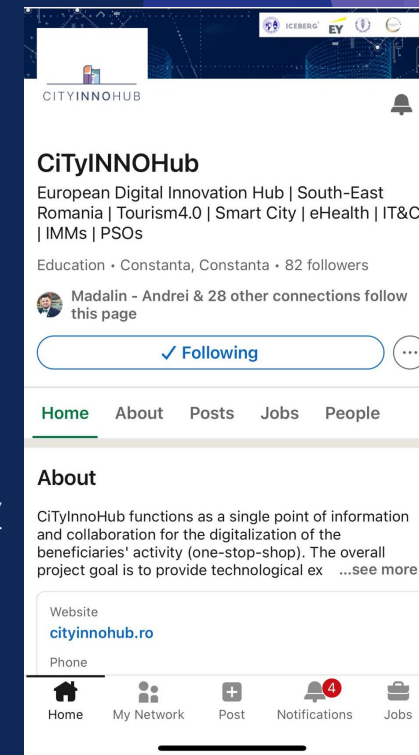 ICEBERG EY
CITYINNOHUB
CiTyINNOHub
European Digital Innovation Hub | South-East
Romania | Tourism4.0 | Smart City | eHealth | IT&C
| IMMs | PSOs
Education • Constanta, Constanta • 82 followers
Madalin - Andrei & 28 other connections follow
this page
✓ Following
Home About Posts Jobs People
About
CiTyInnoHub functions as a single point of information
and collaboration for the digitalization of the
beneficiaries' activity (one-stop-shop). The overall
project goal is to provide technological ex ...see more
Website
cityinnohub.ro
Phone
4
Home My Network Post Notifications Jobs